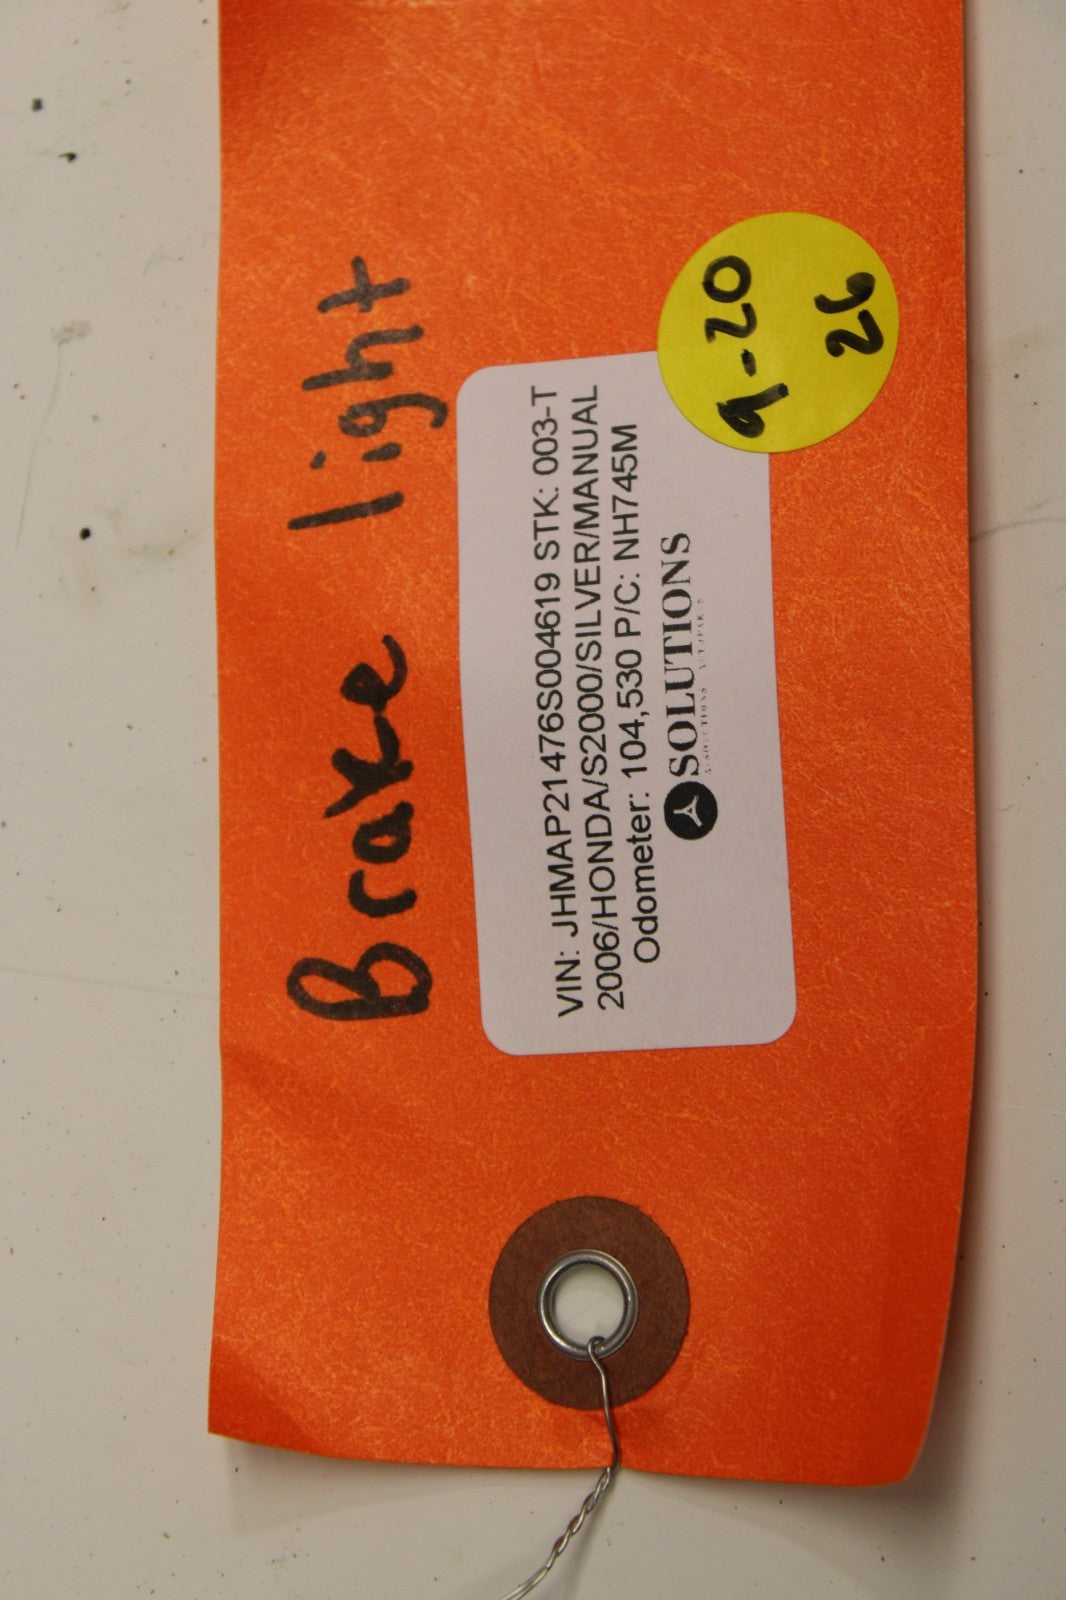 Brake light
VIN: JHMAP21476S004619 STK: 003-T
2006/HONDA/S2000/SILVER/MANUAL
Odometer: 104,530 P/C: NH745M
SOLUTIONS
9-20
26